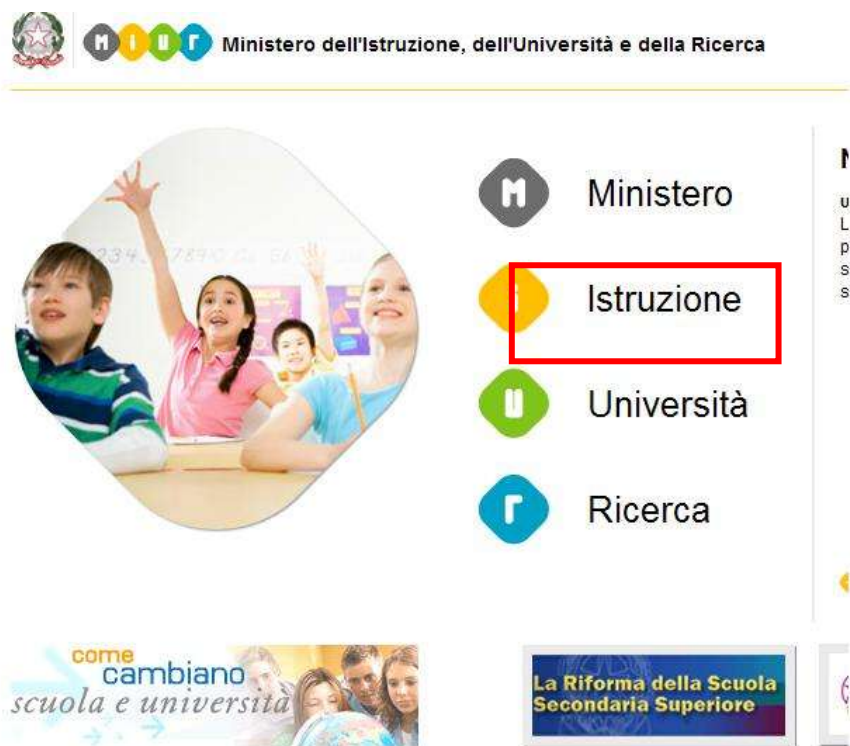 MIUr Ministero dell'Istruzione, dell'Università e della Ricerca
M Ministero
i Istruzione
U Università
r Ricerca
come
cambiano
scuola e università
La Riforma della Scuola
Secondaria Superiore